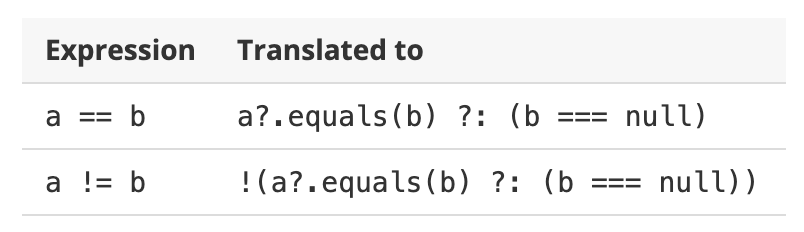 Expression Translated to
a == b a?.equals(b) ?: (b === null)
a != b !(a?.equals(b) ?: (b === null))